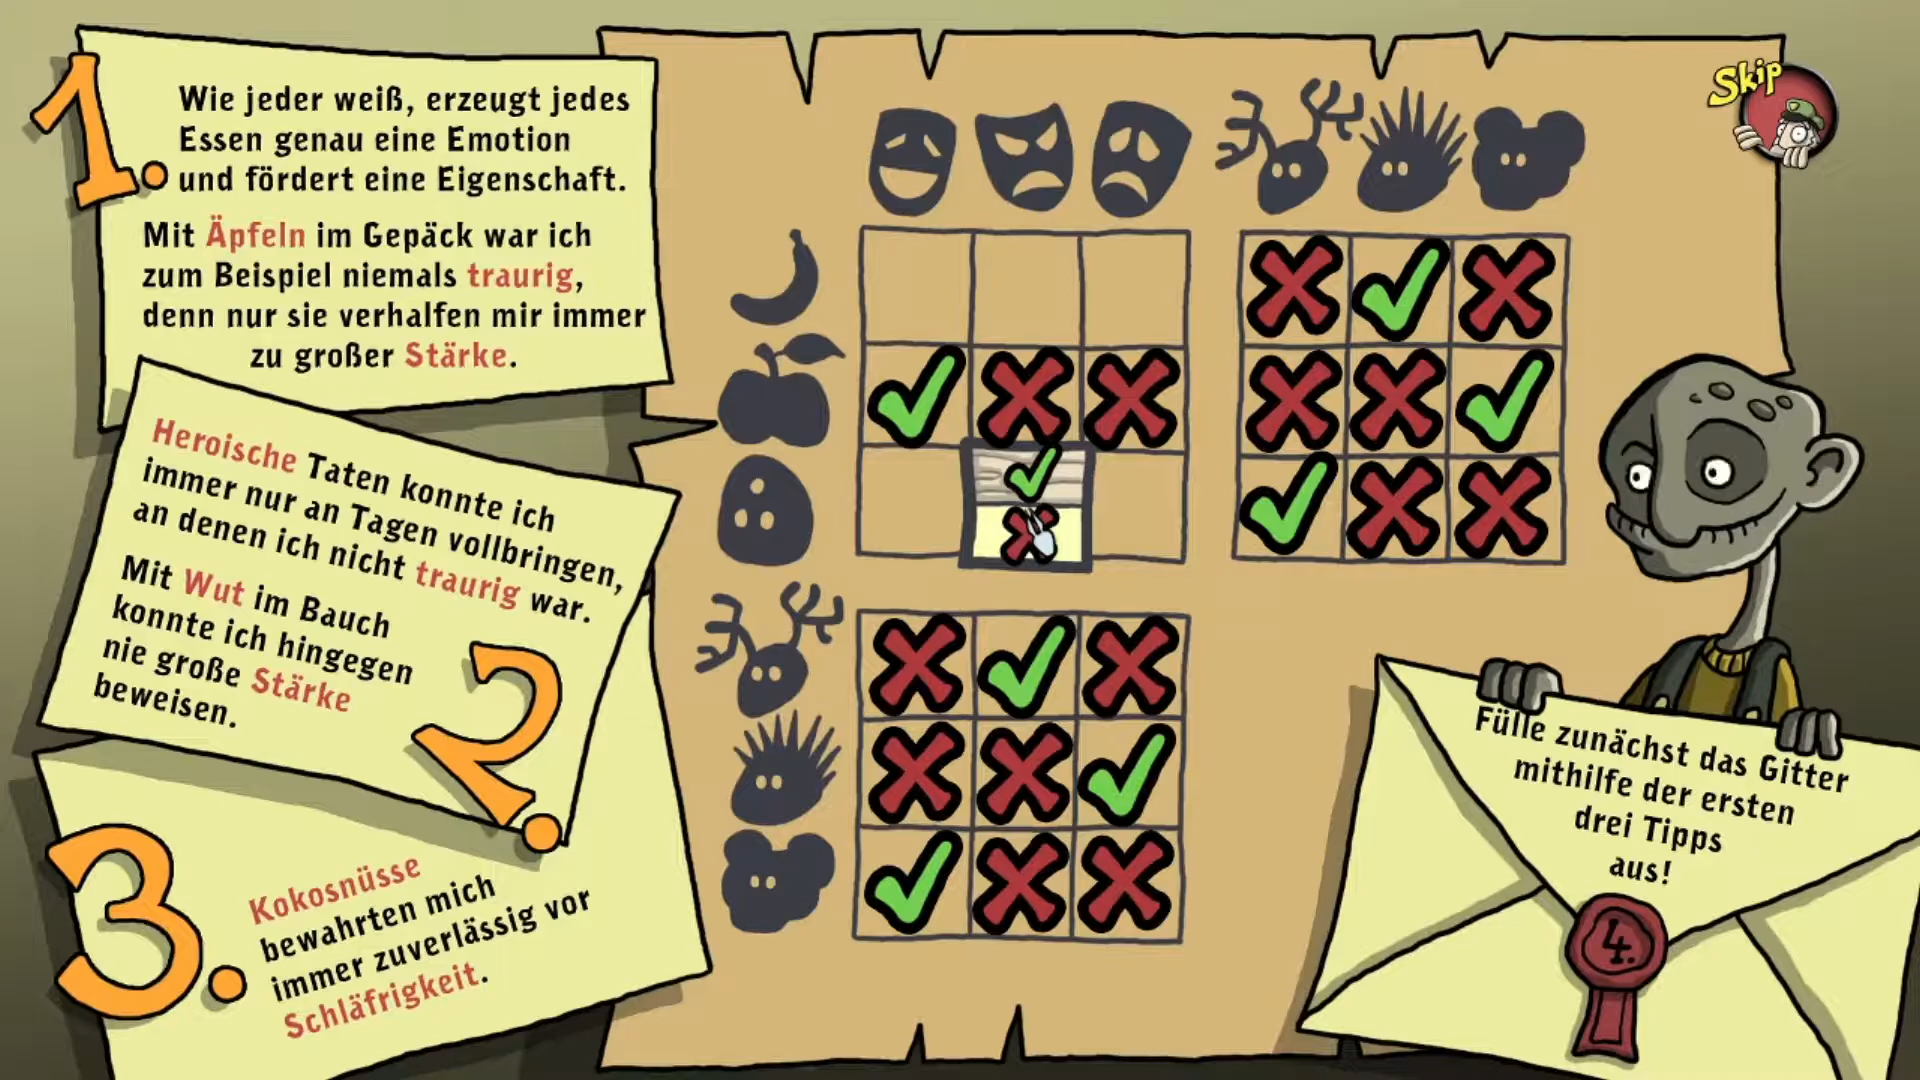 1.
Wie jeder weiß, erzeugt jedes
Essen genau eine Emotion
und fördert eine Eigenschaft.
Mit Äpfeln im Gepäck war ich
zum Beispiel niemals traurig,
denn nur sie verhalfen mir immer
zu großer Stärke.
Heroische Taten konnte ich
immer nur an Tagen vollbringen,
an denen ich nicht traurig war.
Mit Wut im Bauch
konnte ich hingegen
nie große Stärke
beweisen.
2.
3.
Kokosnüsse
bewahrten mich
immer zuverlässig vor
Schläfrigkeit.
Skip
Fülle zunächst das Gitter
mithilfe der ersten
drei Tipps
aus!
4.